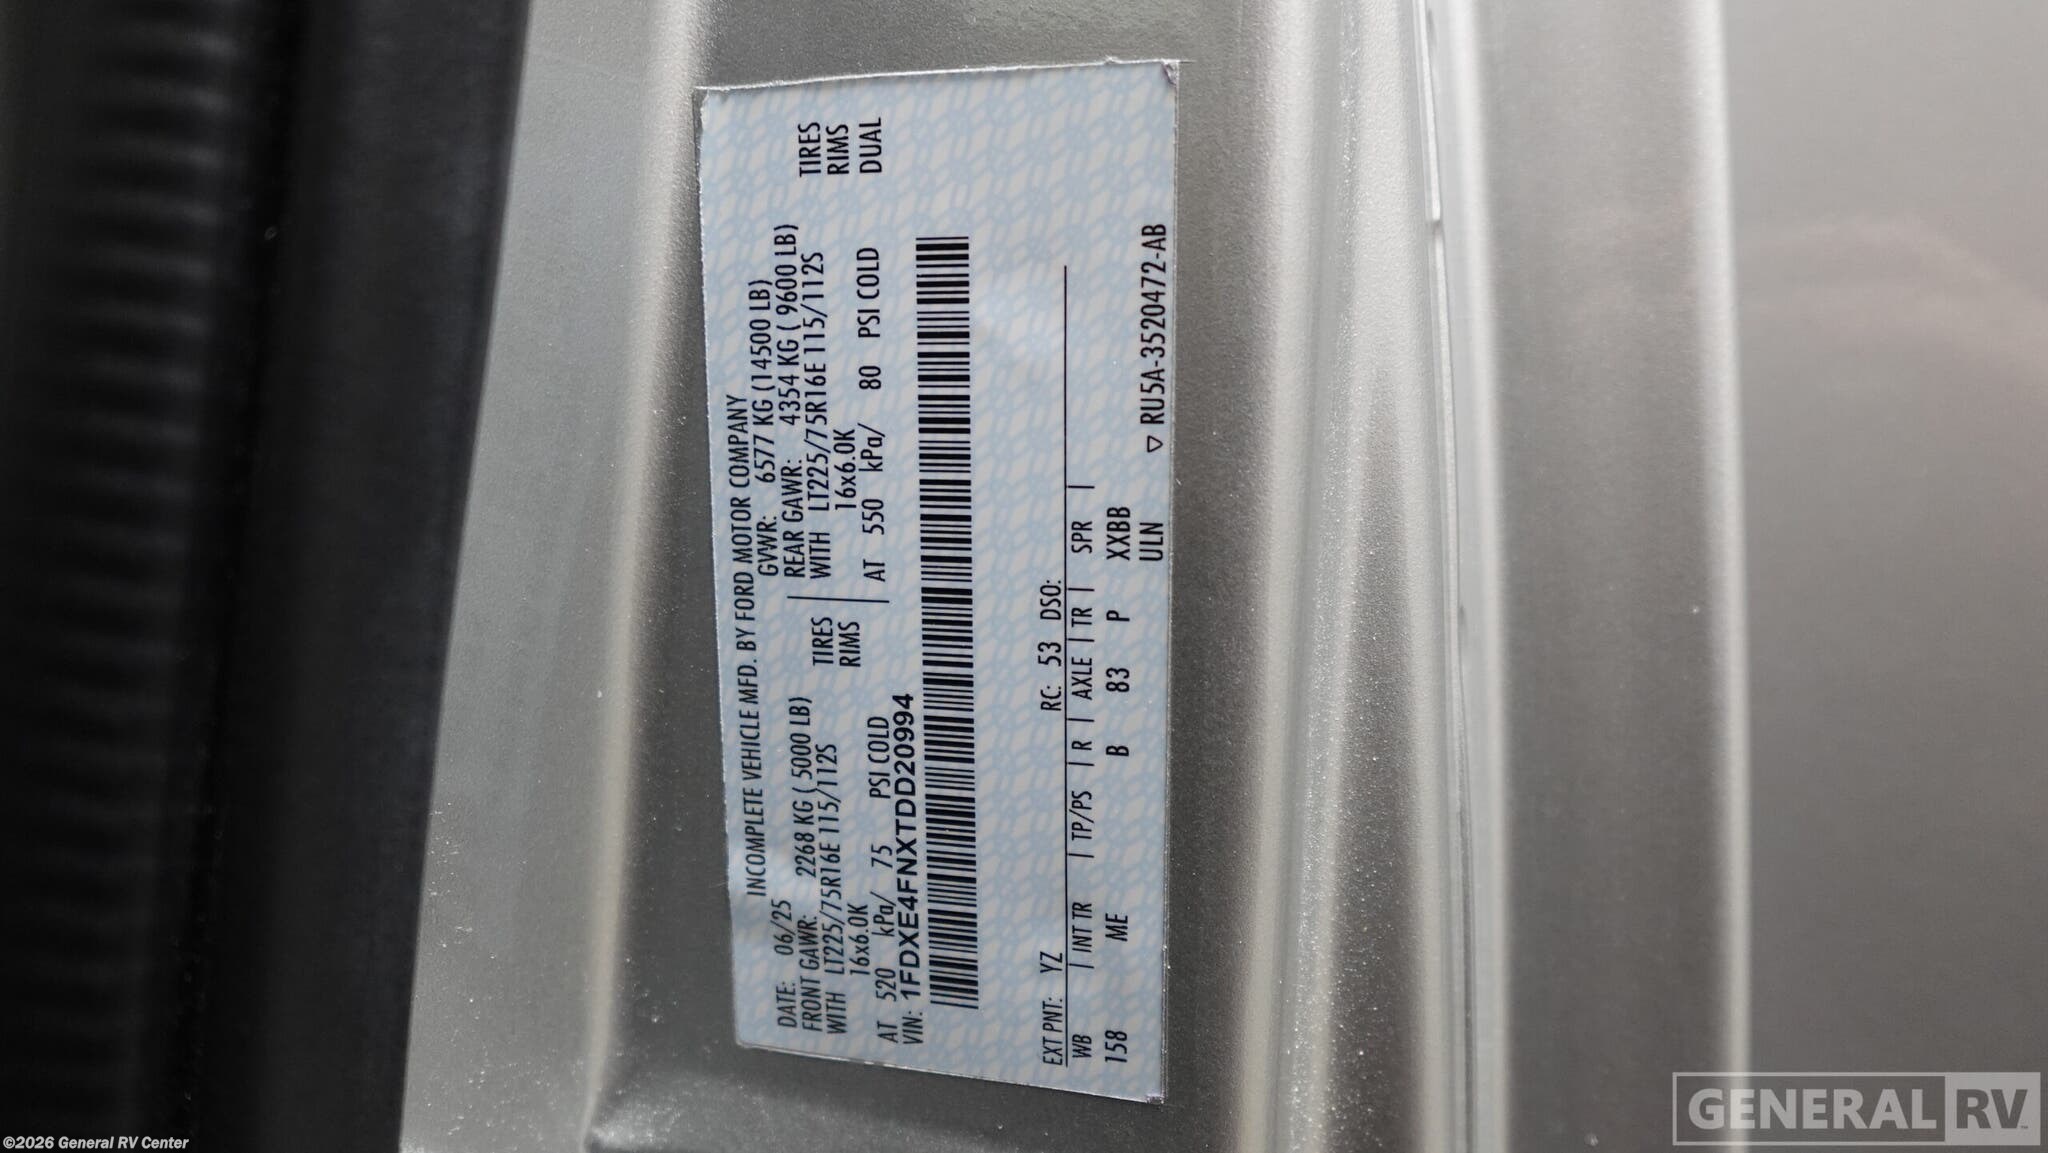 INCOMPLETE VEHICLE MFD. BY FORD MOTOR COMPANY
DATE: 06/25 GVWR: 6577 KG (14500 LB)
FRONT GAWR: 2268 KG ( 5000 LB) REAR GAWR: 4354 KG ( 9600 LB)
WITH LT225/75R16E 115/112S TIRES WITH LT225/75R16E 115/112S TIRES
16x6.0K RIMS 16x6.0K RIMS
AT 520 kPa/ 75 PSI COLD AT 550 kPa/ 80 PSI COLD DUAL
VIN: 1FDXE4FNXTDD20994
EXT PNT: YZ RC: 53 DSO:
WB | INT TR | TP/PS | R | AXLE | TR | SPR |
158 ME B 83 P XXBB
ULN
▽ RU5A-3520472-AB
©2026 General RV Center
GENERAL RV